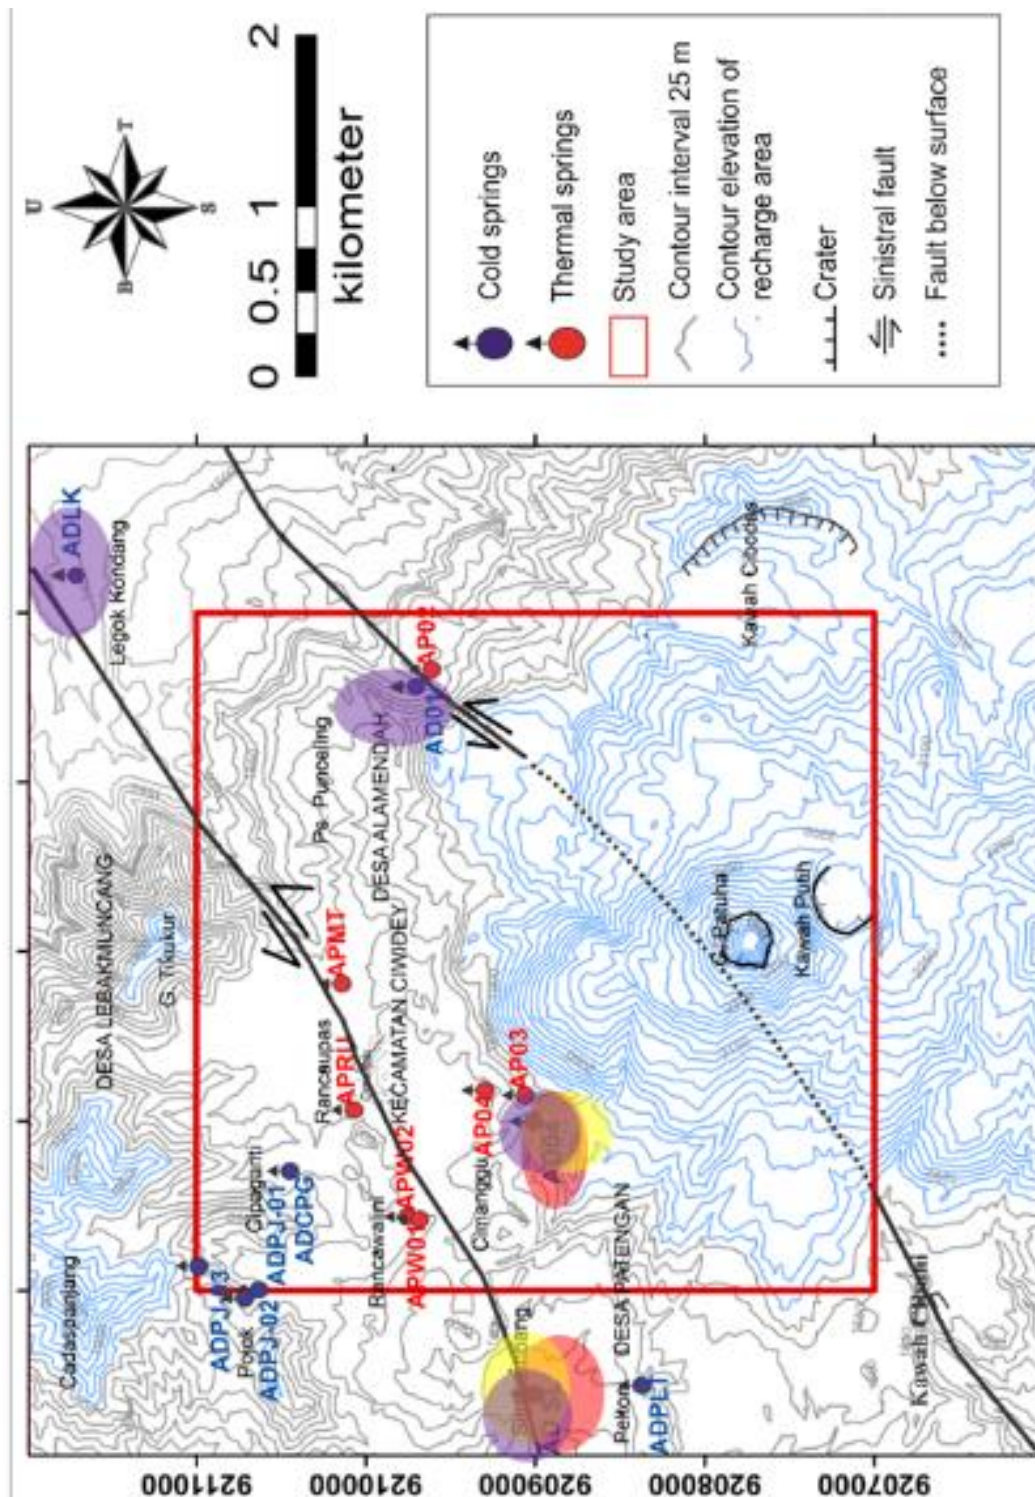 U
B
T
S
0
0.5
1
2
kilometer
Cold springs
Thermal springs
Study area
Contour interval 25 m
Contour elevation of
recharge area
Crater
Sinistral fault
Fault below surface
ADLK
Legok Kondang
DESA LEBAKMUNCANG
G. Tikukur
Cadaspanjang
AP02
AD01
Ps. Punceling
DESA ALAMENDAH
APMT
Rancaupas
APRU
KECAMATAN CIWIDEY
Cipaganti
ADPJ-01
ADCPG
ADPJ-03
Pojok
ADPJ-02
Rancawalini
APW02
APW01
Cimanggu
AP04
AP03
DESA PATENGAN
ADPLT
Kawah Cibodas
G. Patuha
Kawah Putih
Kawah Cibuni
9211000
9210000
9209000
9208000
9207000